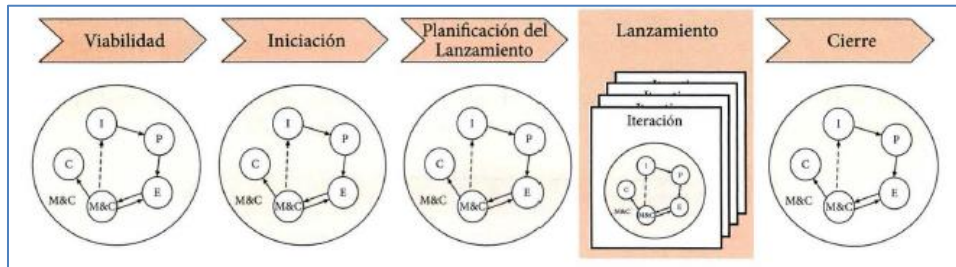 Viabilidad
Iniciación
Planificación del
Lanzamiento
Lanzamiento
Cierre
I
P
C
E
M&C
M&C
I
P
C
E
M&C
M&C
I
P
C
E
M&C
M&C
Iteración
I
P
C
E
M&C
M&C
I
P
C
E
M&C
M&C